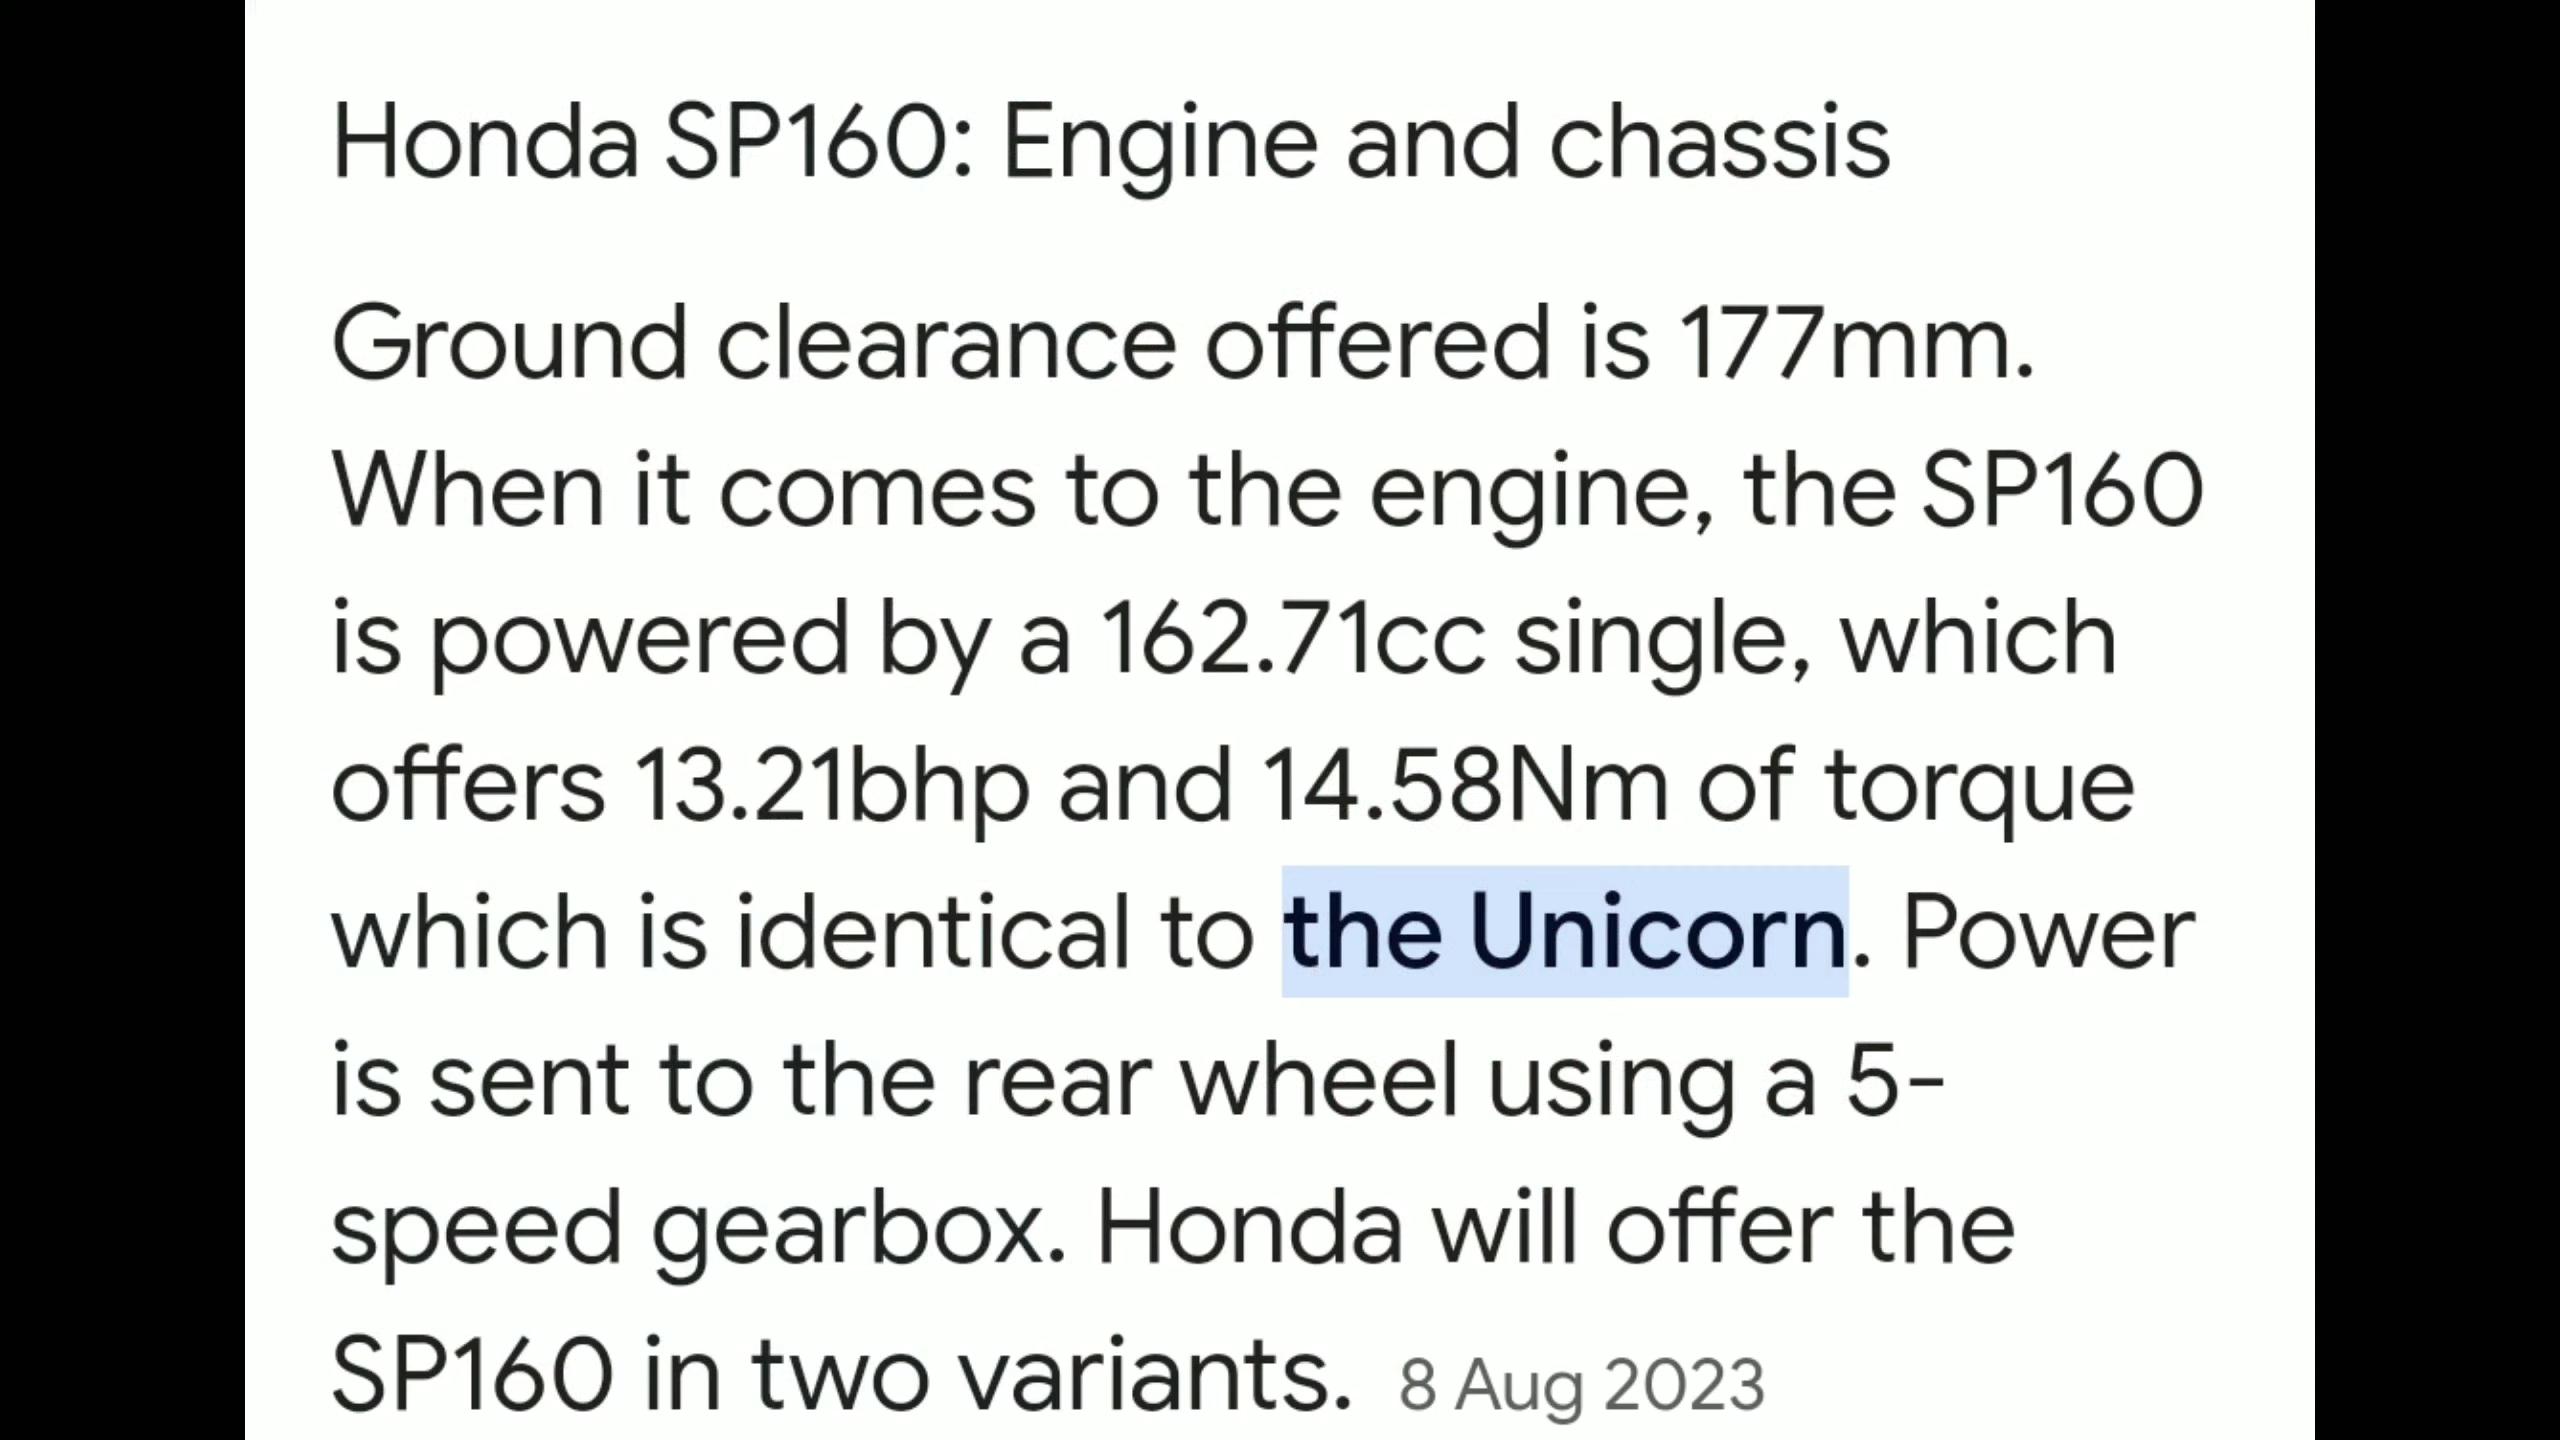 Honda SP160: Engine and chassis
Ground clearance offered is 177mm.
When it comes to the engine, the SP160
is powered by a 162.71cc single, which
offers 13.21bhp and 14.58Nm of torque
which is identical to the Unicorn. Power
is sent to the rear wheel using a 5-
speed gearbox. Honda will offer the
SP160 in two variants. 8 Aug 2023